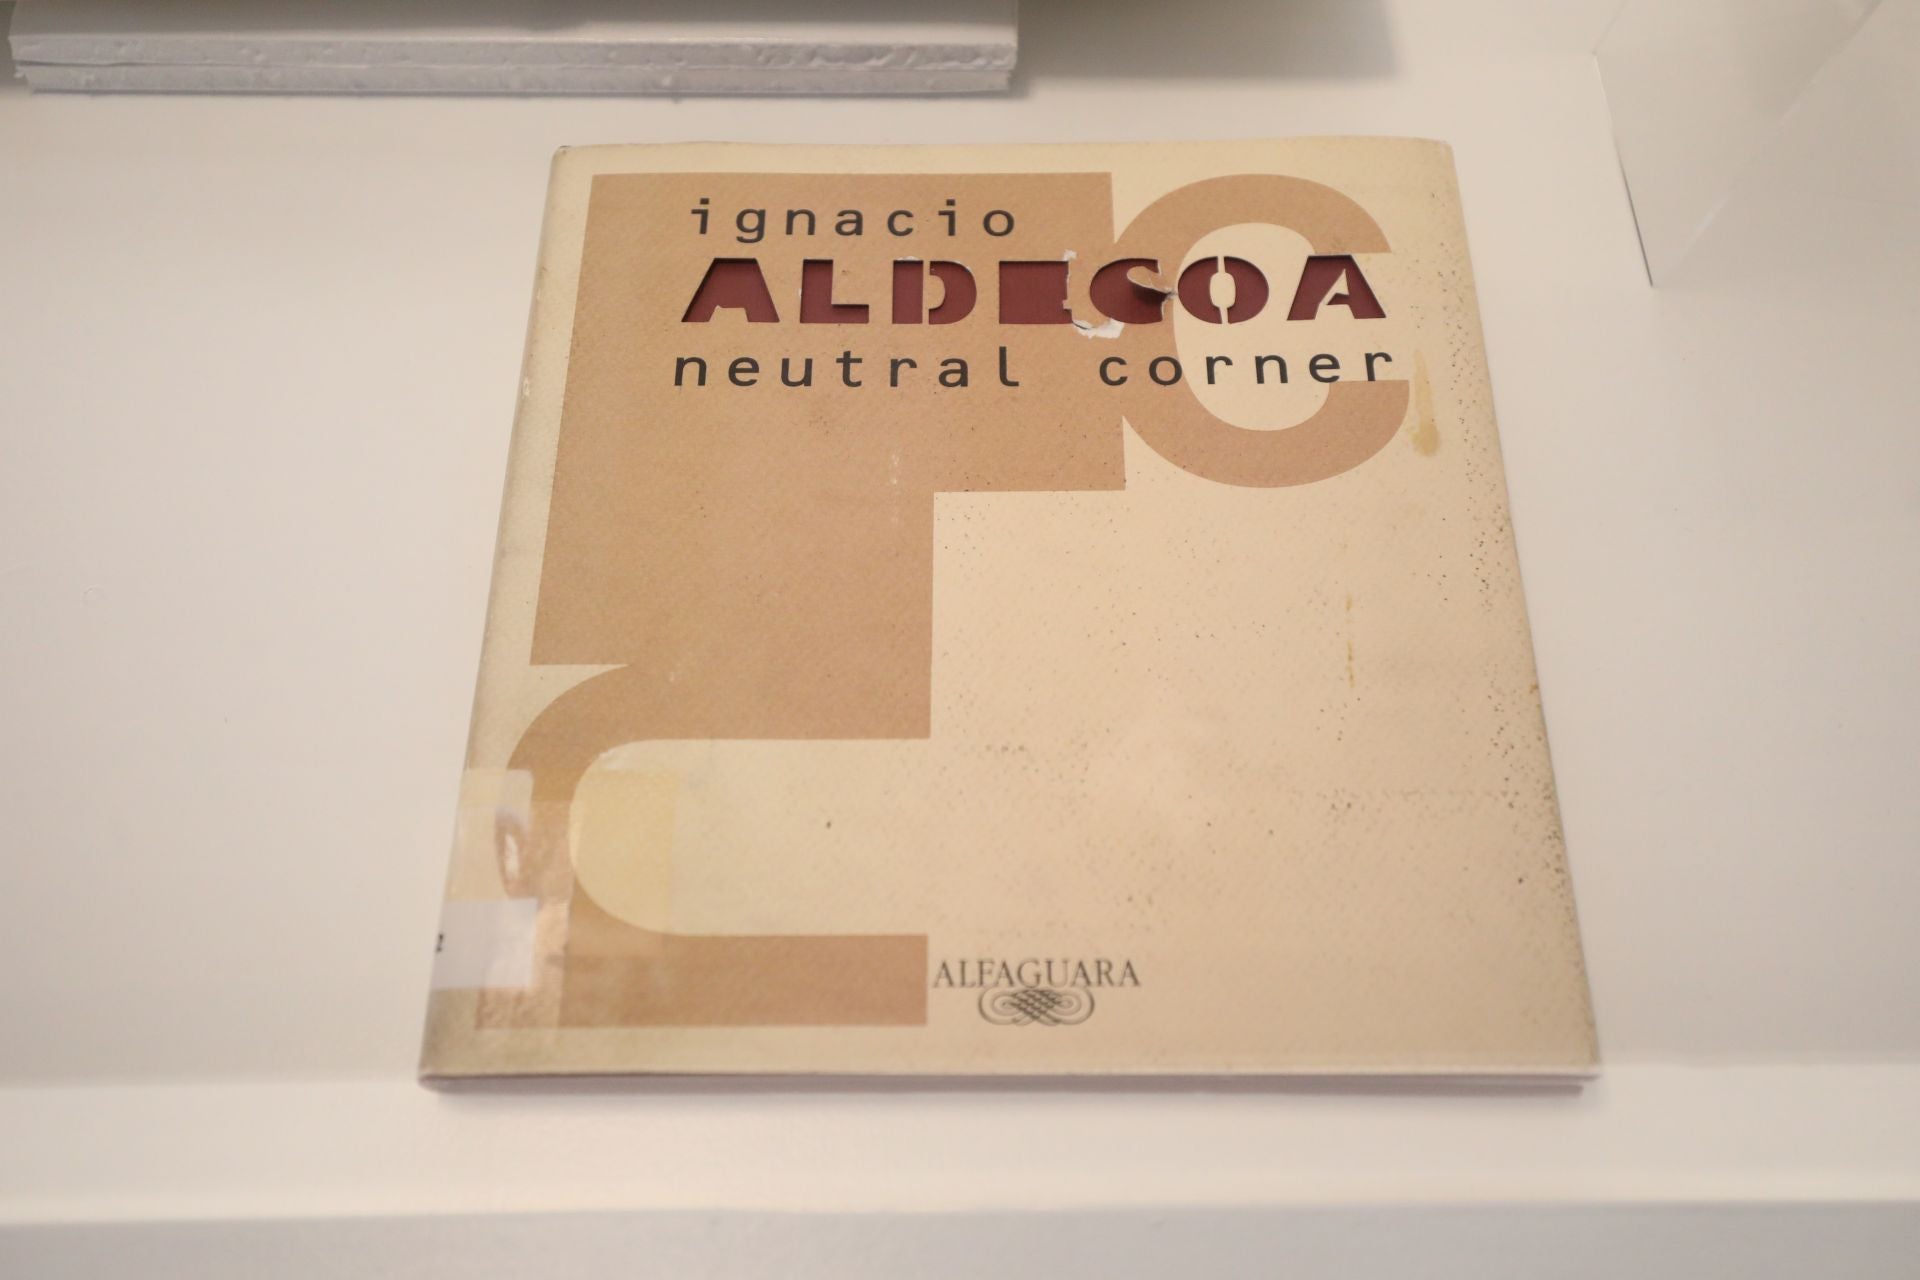 ignacio
ALDECOA
neutral corner
ALFAGUARA